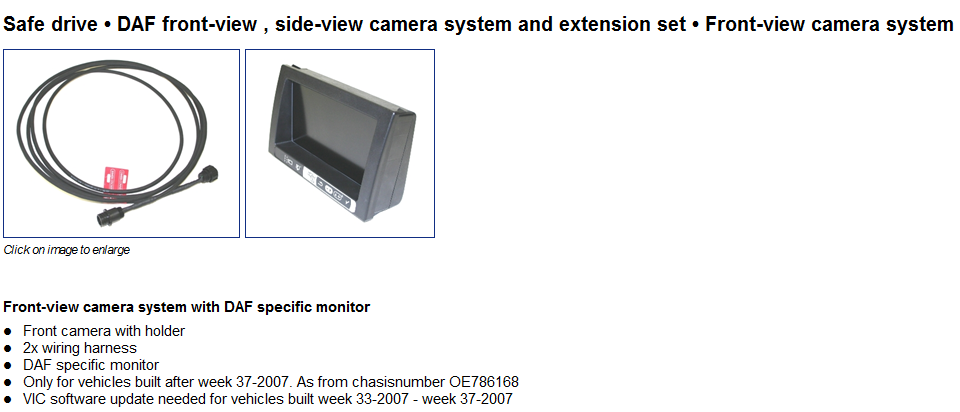 Safe drive • DAF front-view , side-view camera system and extension set • Front-view camera system
Click on image to enlarge
Front-view camera system with DAF specific monitor
● Front camera with holder
● 2x wiring harness
● DAF specific monitor
● Only for vehicles built after week 37-2007. As from chasisnumber OE786168
● VIC software update needed for vehicles built week 33-2007 - week 37-2007